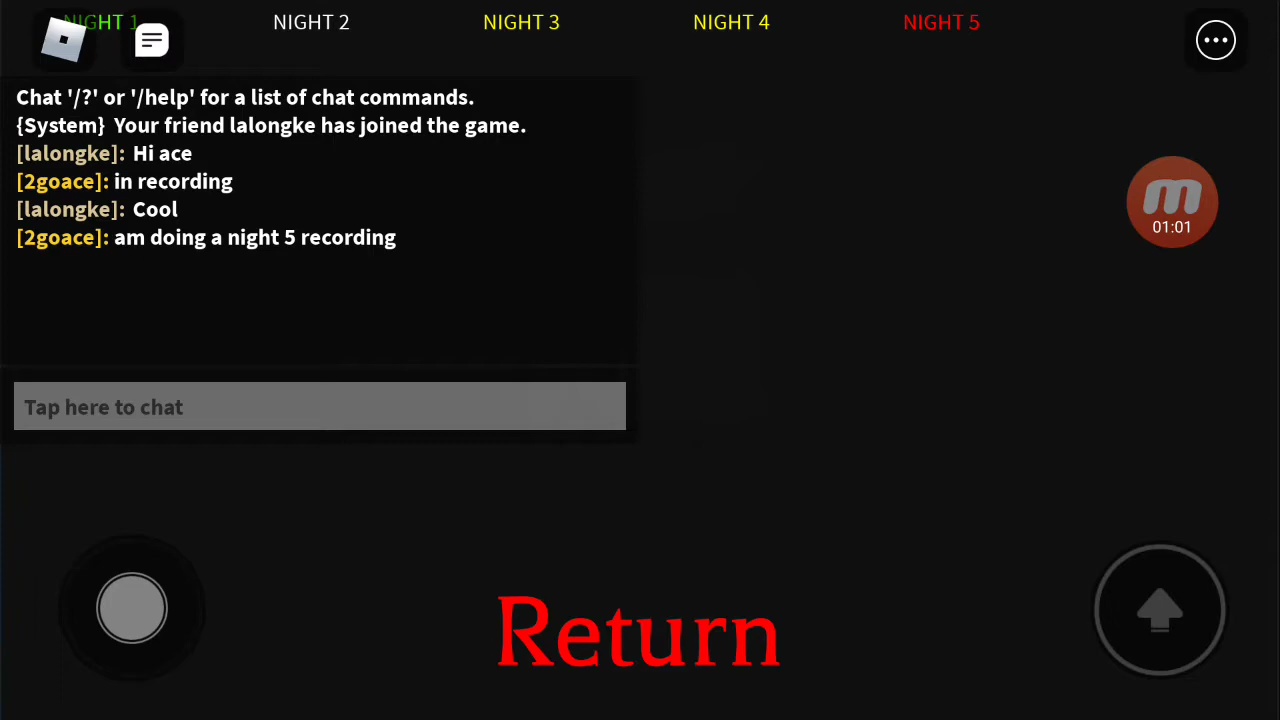 NIGHT 1
NIGHT 2
NIGHT 3
NIGHT 4
NIGHT 5
Chat '/?' or '/help' for a list of chat commands.
{System} Your friend lalongke has joined the game.
[lalongke]: Hi ace
[2goace]: in recording
[lalongke]: Cool
[2goace]: am doing a night 5 recording
01:01
Tap here to chat
Return